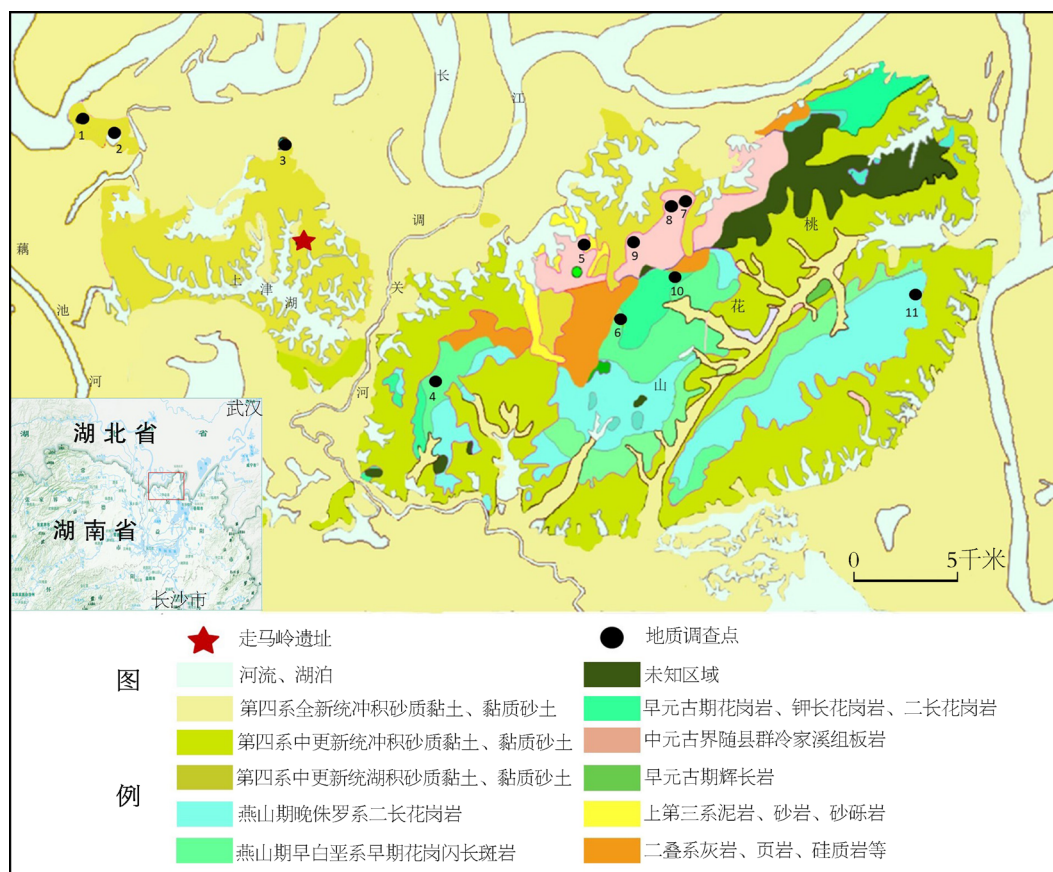 长
江
1
2
3
调
8
7
桃
藕
5
9
上
津
湖
关
10
花
11
池
6
河
4
山
河
武汉
湖北省
湖南省
长沙市
0
5千米
走马岭遗址
地质调查点
图
河流、湖泊
未知区域
第四系全新统冲积砂质黏土、黏质砂土
早元古期花岗岩、钾长花岗岩、二长花岗岩
第四系中更新统冲积砂质黏土、黏质砂土
中元古界随县群冷家溪组板岩
例
第四系中更新统湖积砂质黏土、黏质砂土
早元古期辉长岩
燕山期晚侏罗系二长花岗岩
上第三系泥岩、砂岩、砂砾岩
燕山期早白垩系早期花岗闪长斑岩
二叠系灰岩、页岩、硅质岩等